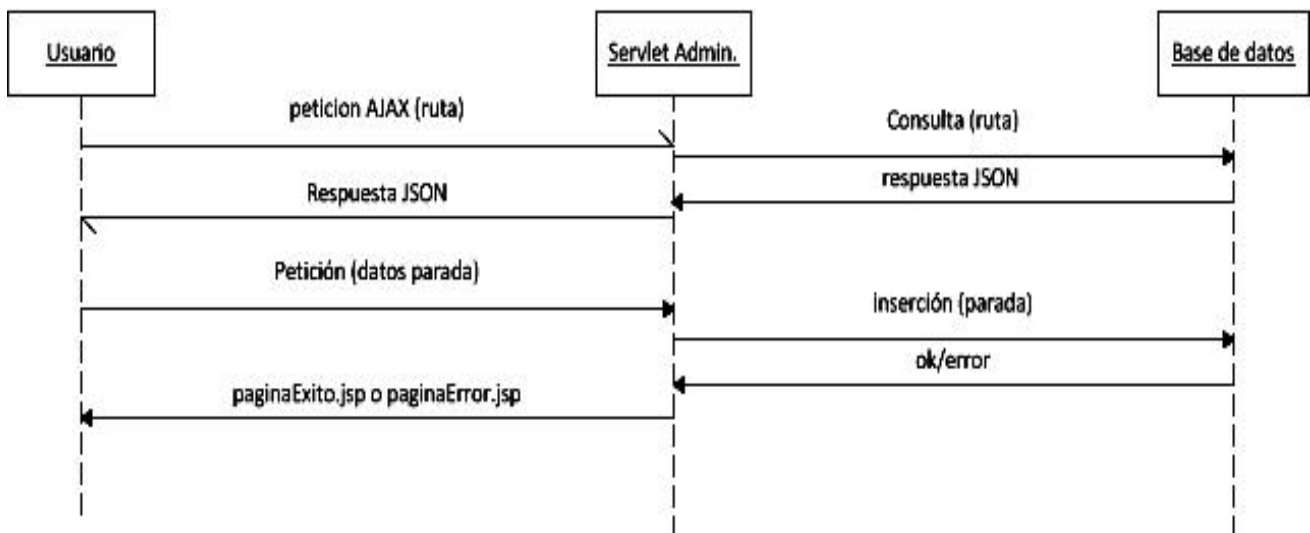 Usuario
Servlet Admin.
Base de datos
peticion AJAX (ruta)
Consulta (ruta)
respuesta JSON
Respuesta JSON
Petición (datos parada)
inserción (parada)
ok/error
paginaExito.jsp o paginaError.jsp